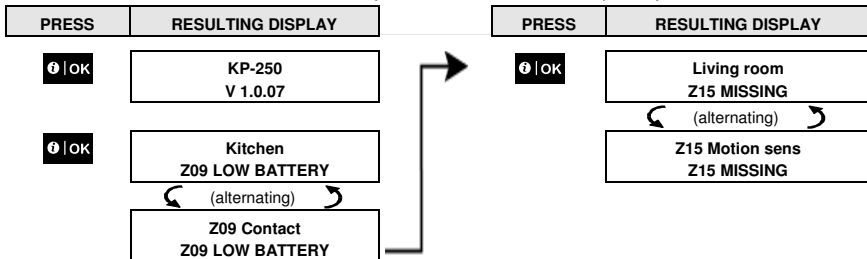 PRESS
RESULTING DISPLAY
OK
KP-250
V 1.0.07
OK
Kitchen
Z09 LOW BATTERY
(alternating)
Z09 Contact
Z09 LOW BATTERY
PRESS
RESULTING DISPLAY
OK
Living room
Z15 MISSING
(alternating)
Z15 Motion sens
Z15 MISSING